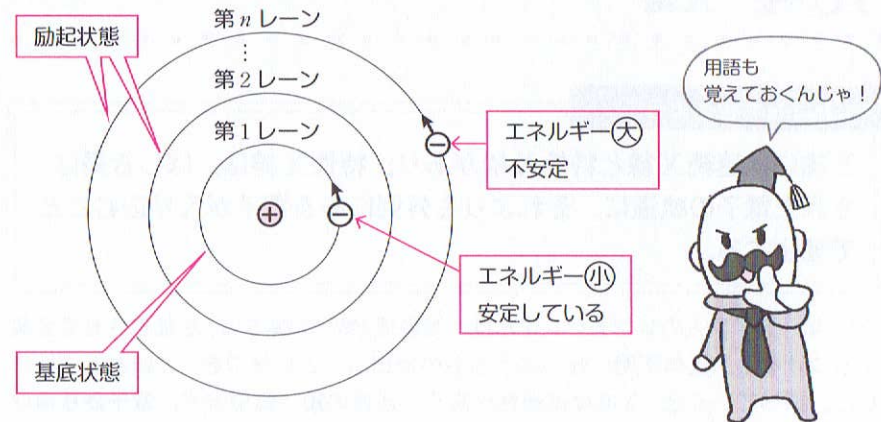 第nレーン
⋮
第2レーン
第1レーン
励起状態
基底状態
⊕
⊖
⊖
エネルギー大
不安定
エネルギー小
安定している
用語も
覚えておくんじゃ！